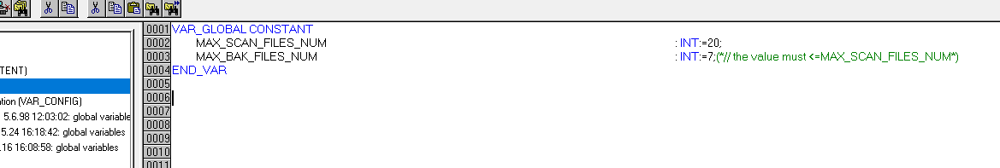 0001 VAR_GLOBAL CONSTANT
0002 MAX_SCAN_FILES_NUM : INT:=20;
0003 MAX_BAK_FILES_NUM : INT:=7;(*// the value must <=MAX_SCAN_FILES_NUM*)
0004 END_VAR
0005
0006
0007
0008
0009
0010
0011
TENT)
ation (VAR_CONFIG)
5.6.98 12:03:02: global variable
5.24 16:18:42: global variables
.16 16:08:58: global variables